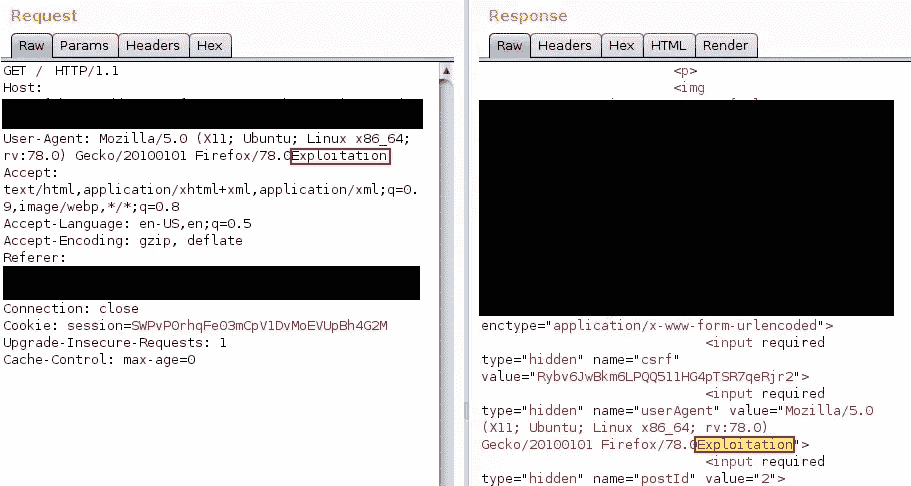 Request
Raw Params Headers Hex
GET / HTTP/1.1
Host:
User-Agent: Mozilla/5.0 (X11; Ubuntu; Linux x86_64;
rv:78.0) Gecko/20100101 Firefox/78.0Exploitation
Accept:
text/html,application/xhtml+xml,application/xml;q=0.
9,image/webp,*/*;q=0.8
Accept-Language: en-US,en;q=0.5
Accept-Encoding: gzip, deflate
Referer:
Connection: close
Cookie: session=SWPvP0rhqFe03mCpV1DvMoEVUpBh4G2M
Upgrade-Insecure-Requests: 1
Cache-Control: max-age=0
Response
Raw Headers Hex HTML Render
<p>
<img
enctype="application/x-www-form-urlencoded">
<input required
type="hidden" name="csrf"
value="Rybv6JwBkm6LPQQ511HG4pTSR7qeRjr2">
<input required
type="hidden" name="userAgent" value="Mozilla/5.0
(X11; Ubuntu; Linux x86_64; rv:78.0)
Gecko/20100101 Firefox/78.0Exploitation">
<input required
type="hidden" name="postId" value="2">